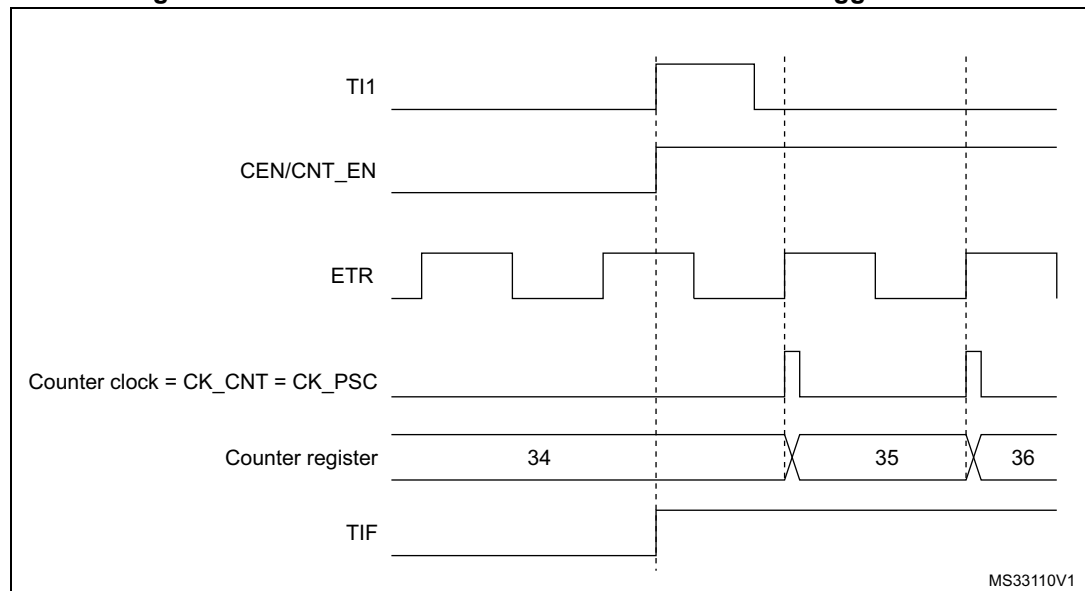 TI1
CEN/CNT_EN
ETR
Counter clock = CK_CNT = CK_PSC
Counter register 34 35 36
TIF
MS33110V1